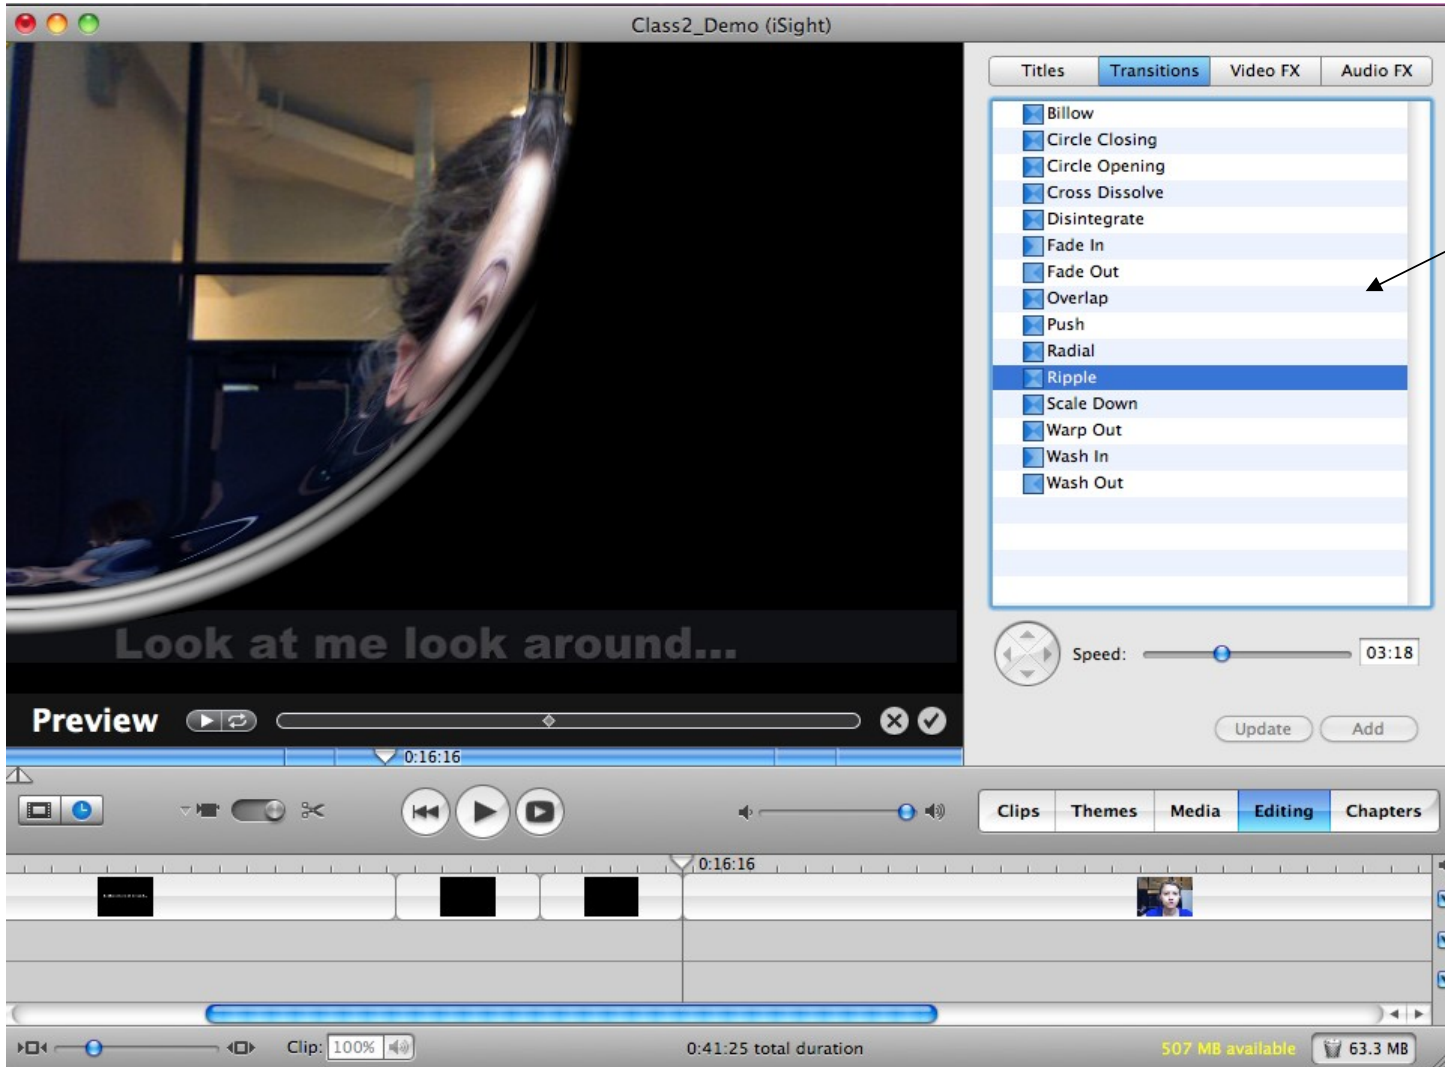 Class2_Demo (iSight)
Titles Transitions Video FX Audio FX
Billow
Circle Closing
Circle Opening
Cross Dissolve
Disintegrate
Fade In
Fade Out
Overlap
Push
Radial
Ripple
Scale Down
Warp Out
Wash In
Wash Out
Look at me look around...
Speed: 03:18
Preview
Update Add
0:16:16
Clips Themes Media Editing Chapters
0:16:16
Clip: 100% 0:41:25 total duration 507 MB available 63.3 MB